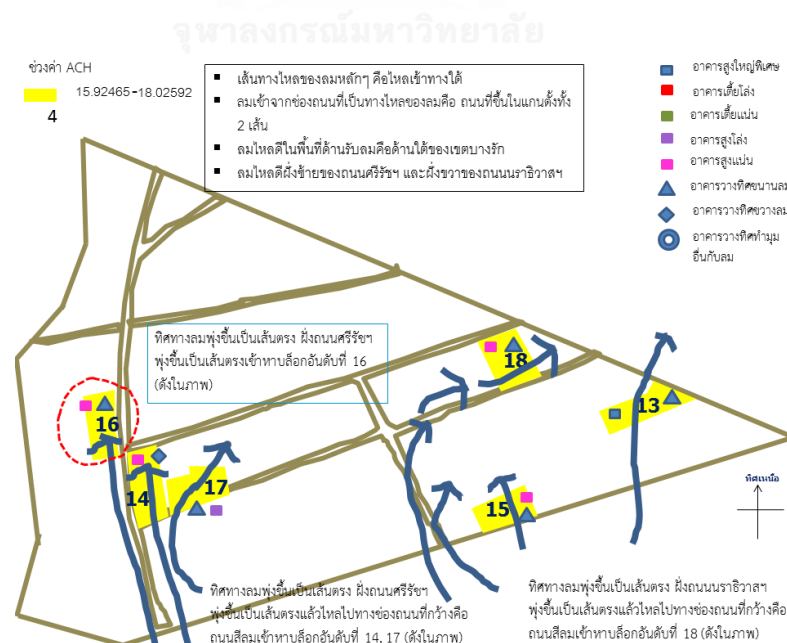 จุฬาลงกรณ์มหาวิทยาลัย
ช่วงค่า ACH
15.92465-18.02592
4
เส้นทางไหลของลมหลักๆ คือไหลเข้าทางใต้
ลมเข้าจากช่องถนนที่เป็นทางไหลของลมคือ ถนนที่ขึ้นในแกนตั้งทั้ง
2 เส้น
ลมไหลดีในพื้นที่ด้านรับลมคือด้านใต้ของเขตบางรัก
ลมไหลดีฝั่งซ้ายของถนนศรีรัชฯ และฝั่งขวาของถนนนราธิวาสฯ
อาคารสูงใหญ่พิเศษ
อาคารเตี้ยโล่ง
อาคารเตี้ยแน่น
อาคารสูงโล่ง
อาคารสูงแน่น
อาคารวางทิศขนานลม
อาคารวางทิศขวางลม
อาคารวางทิศทำมุม
อื่นกับลม
ทิศทางลมพุ่งขึ้นเป็นเส้นตรง ฝั่งถนนศรีรัชฯ
พุ่งขึ้นเป็นเส้นตรงเข้าหาบล็อกอันดับที่ 16
(ดังในภาพ)
18
13
16
17
14
15
ทิศเหนือ
ทิศทางลมพุ่งขึ้นเป็นเส้นตรง ฝั่งถนนศรีรัชฯ
พุ่งขึ้นเป็นเส้นตรงแล้วไหลไปทางช่องถนนที่กว้างคือ
ถนนสีลมเข้าหาบล็อกอันดับที่ 14, 17 (ดังในภาพ)
ทิศทางลมพุ่งขึ้นเป็นเส้นตรง ฝั่งถนนนราธิวาสฯ
พุ่งขึ้นเป็นเส้นตรงแล้วไหลไปทางช่องถนนที่กว้างคือ
ถนนสีลมเข้าหาบล็อกอันดับที่ 18 (ดังในภาพ)